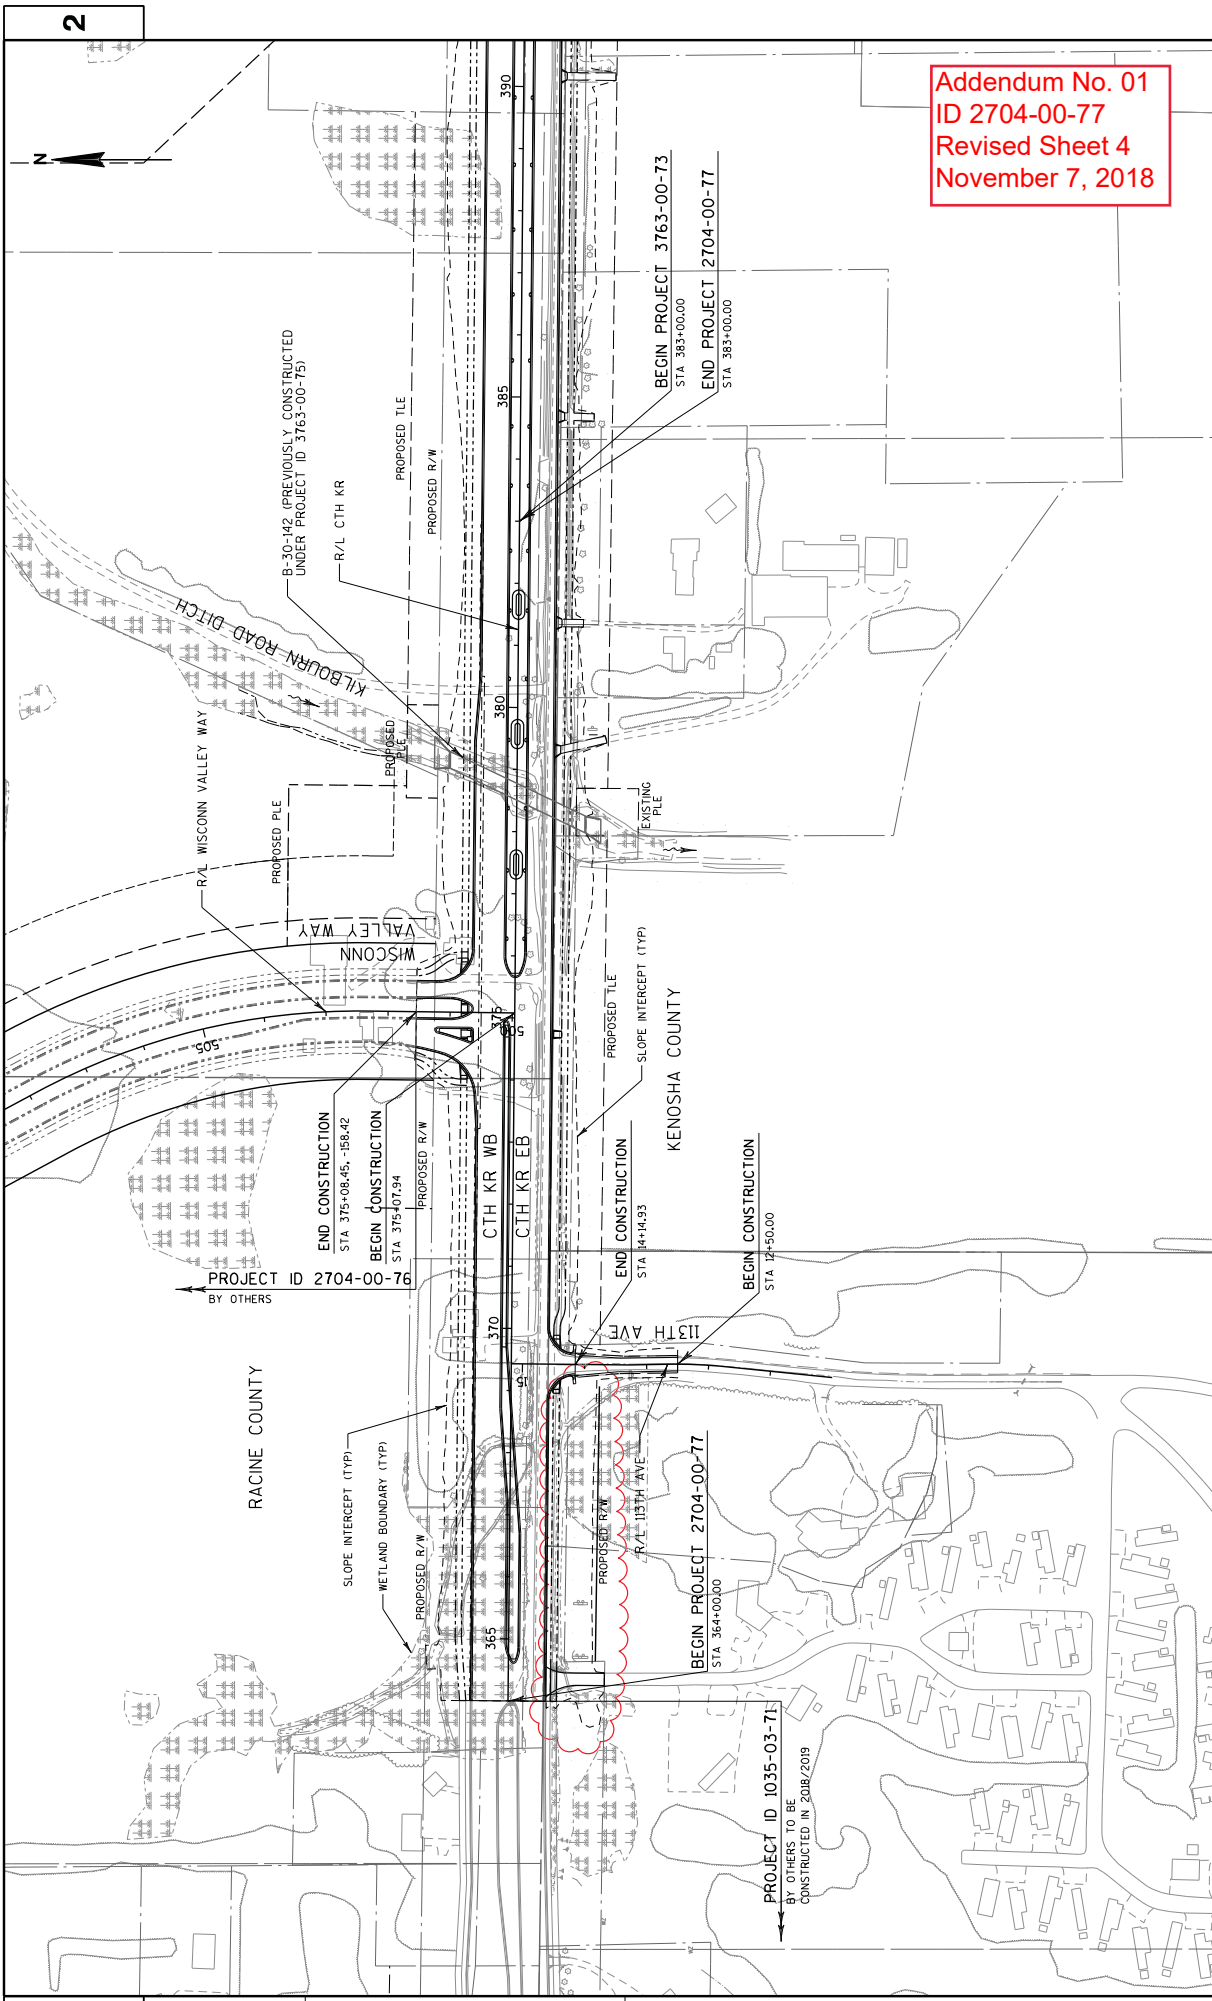 2
Addendum No. 01
ID 2704-00-77
Revised Sheet 4
November 7, 2018
N
390
385
380
375
370
365
500
505
15
BEGIN PROJECT 3763-00-73
STA 383+00.00
END PROJECT 2704-00-77
STA 383+00.00
B-30-142 (PREVIOUSLY CONSTRUCTED
UNDER PROJECT ID 3763-00-75)
R/L CTH KR
PROPOSED TLE
PROPOSED R/W
KILBOURN ROAD DITCH
R/L WISCONN VALLEY WAY
PROPOSED PLE
PROPOSED
PLE
EXISTING
PLE
WISCONN
VALLEY WAY
PROPOSED TLE
SLOPE INTERCEPT (TYP)
KENOSHA COUNTY
END CONSTRUCTION
STA 375+08.45, -158.42
BEGIN CONSTRUCTION
STA 375+07.94
PROPOSED R/W
CTH KR WB
CTH KR EB
PROJECT ID 2704-00-76
BY OTHERS
END CONSTRUCTION
STA 14+14.93
BEGIN CONSTRUCTION
STA 12+50.00
113TH AVE
RACINE COUNTY
SLOPE INTERCEPT (TYP)
WETLAND BOUNDARY (TYP)
PROPOSED R/W
PROPOSED R/W
R/L 113TH AVE
BEGIN PROJECT 2704-00-77
STA 364+00.00
PROJECT ID 1035-03-71
BY OTHERS TO BE
CONSTRUCTED IN 2018/2019